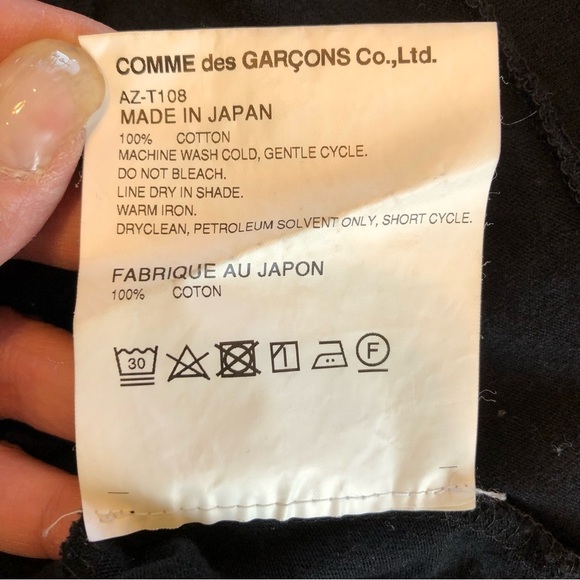 COMME des GARÇONS Co.,Ltd.
AZ-T108
MADE IN JAPAN
100% COTTON
MACHINE WASH COLD, GENTLE CYCLE.
DO NOT BLEACH.
LINE DRY IN SHADE.
WARM IRON.
DRYCLEAN, PETROLEUM SOLVENT ONLY, SHORT CYCLE.
FABRIQUE AU JAPON
100% COTON
30 F